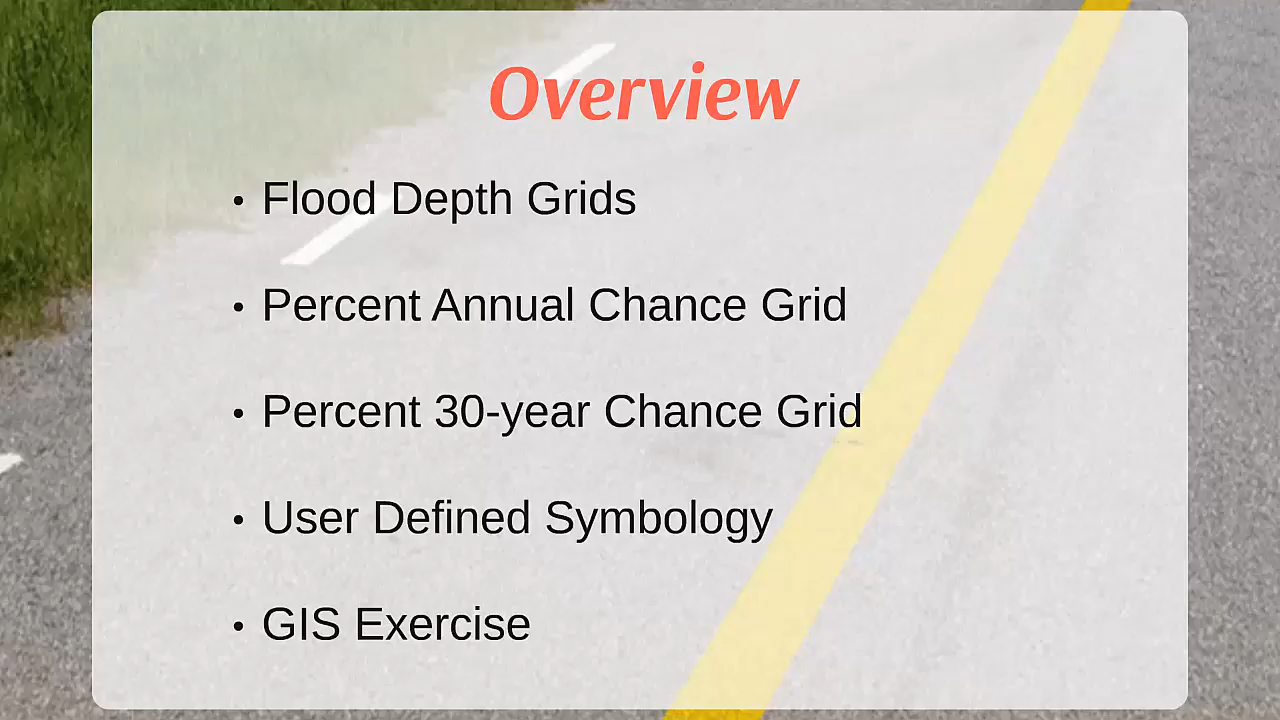 Overview
• Flood Depth Grids
• Percent Annual Chance Grid
• Percent 30-year Chance Grid
• User Defined Symbology
• GIS Exercise